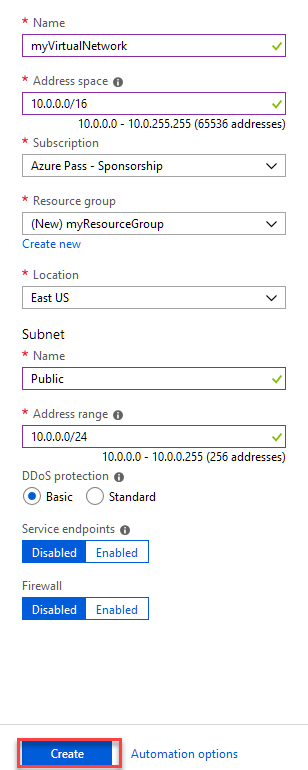 * Name
myVirtualNetwork
* Address space
10.0.0.0/16
10.0.0.0 - 10.0.255.255 (65536 addresses)
* Subscription
Azure Pass - Sponsorship
* Resource group
(New) myResourceGroup
Create new
* Location
East US
Subnet
* Name
Public
* Address range
10.0.0.0/24
10.0.0.0 - 10.0.0.255 (256 addresses)
DDoS protection
Basic Standard
Service endpoints
Disabled Enabled
Firewall
Disabled Enabled
Create Automation options